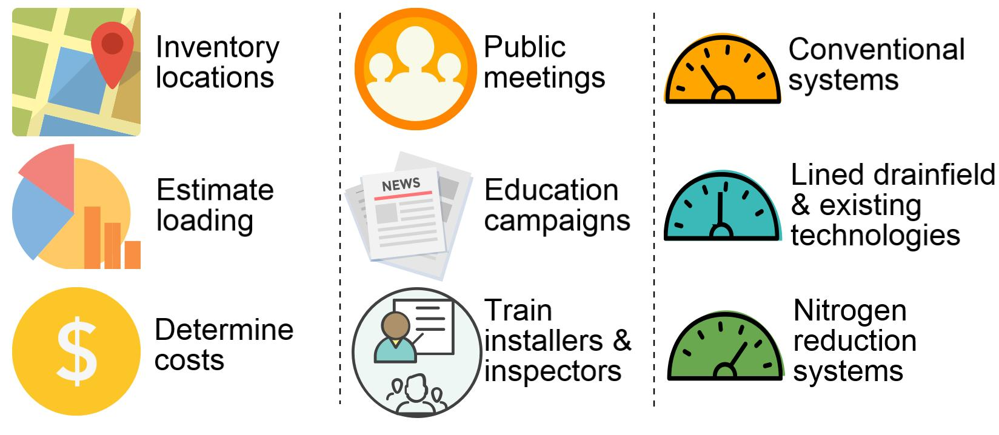 Inventory
locations
Estimate
loading
$
Determine
costs
Public
meetings
NEWS
Education
campaigns
Train
installers &
inspectors
Conventional
systems
Lined drainfield
& existing
technologies
Nitrogen
reduction
systems